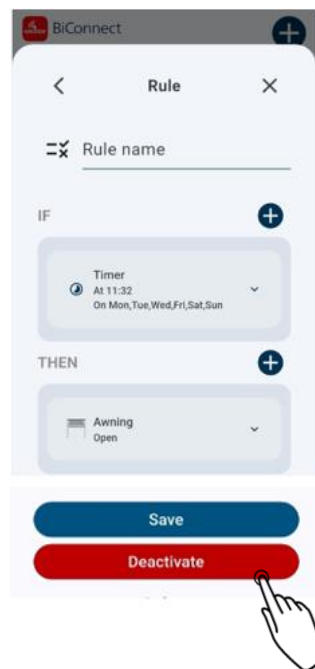 BiConnect
Rule
Rule name
IF
Timer
At 11:32
On Mon,Tue,Wed,Fri,Sat,Sun
THEN
Awning
Open
Save
Deactivate